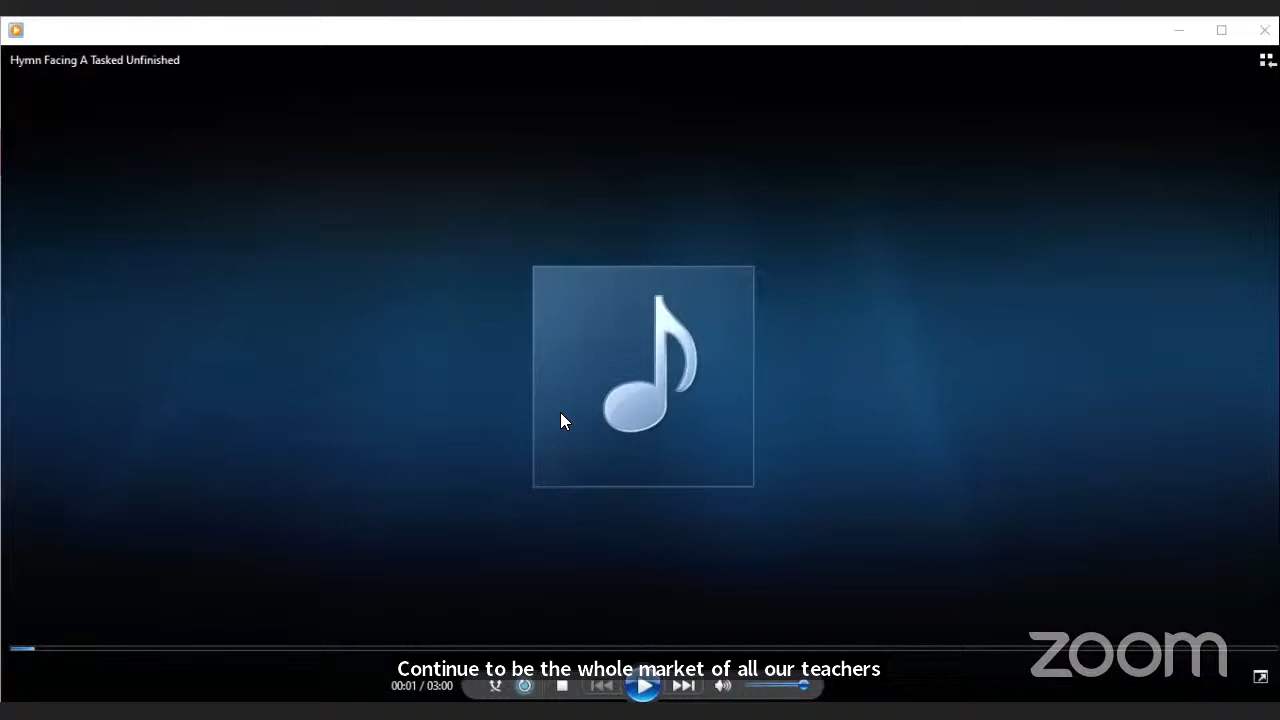 Hymn Facing A Tasked Unfinished
zoom
Continue to be the whole market of all our teachers
00:01 / 03:00